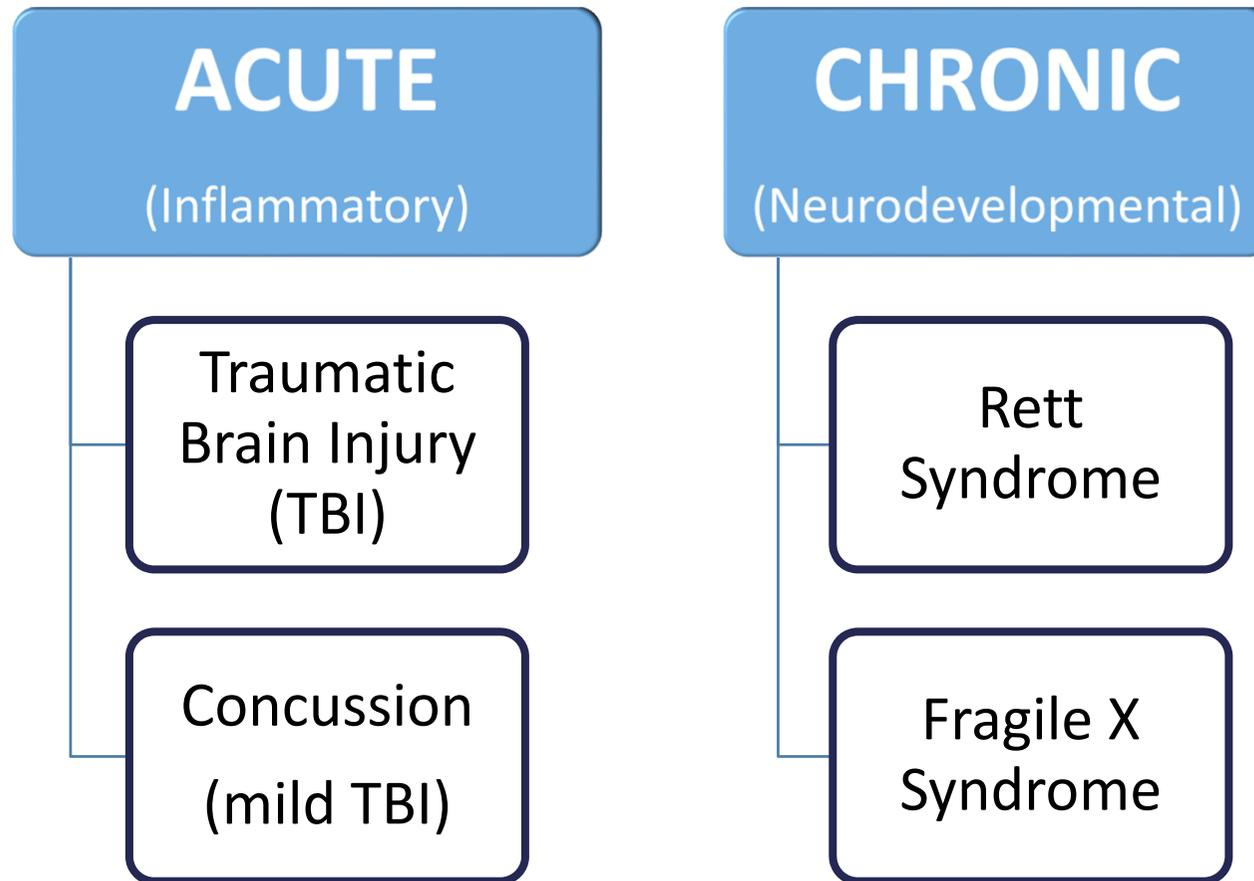 ACUTE
(Inflammatory)
Traumatic
Brain Injury
(TBI)
Concussion
(mild TBI)
CHRONIC
(Neurodevelopmental)
Rett
Syndrome
Fragile X
Syndrome